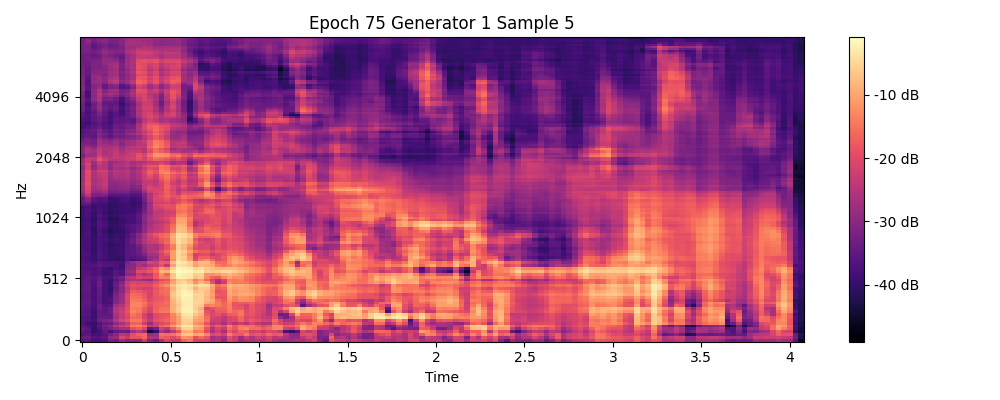 Epoch 75 Generator 1 Sample 5
Hz
4096
2048
1024
512
0
0 0.5 1 1.5 2 2.5 3 3.5 4
Time
-10 dB
-20 dB
-30 dB
-40 dB